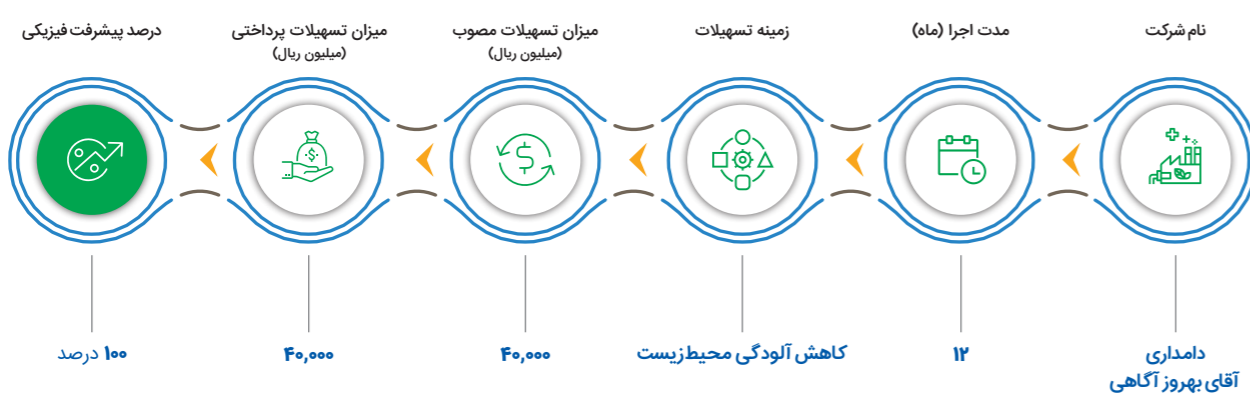 نام شرکت
مدت اجرا (ماه)
زمینه تسهیلات
میزان تسهیلات مصوب
(میلیون ریال)
میزان تسهیلات پرداختی
(میلیون ریال)
درصد پیشرفت فیزیکی
دامداری
آقای بهروز آگاهی
۱۲
کاهش آلودگی محیط‌زیست
۴۰,۰۰۰
۴۰,۰۰۰
۱۰۰ درصد